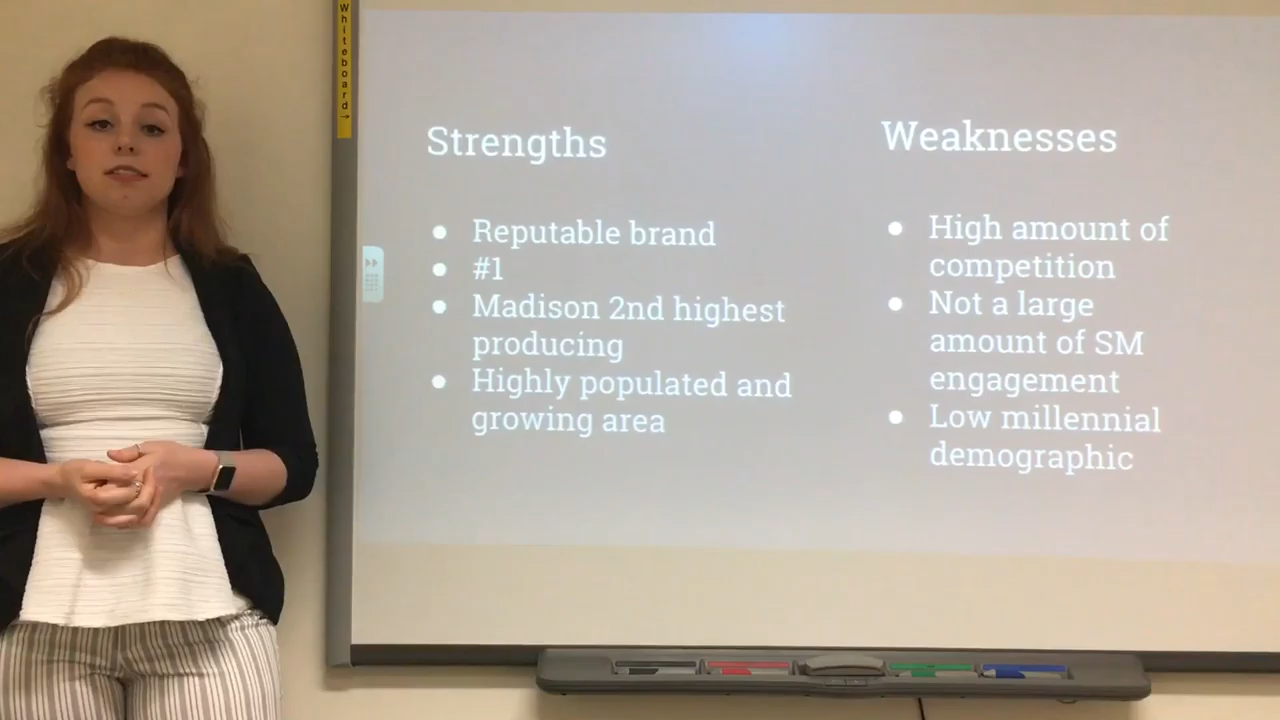 Whiteboard→
Strengths
● Reputable brand
● #1
● Madison 2nd highest
producing
● Highly populated and
growing area
Weaknesses
● High amount of
competition
● Not a large
amount of SM
engagement
● Low millennial
demographic